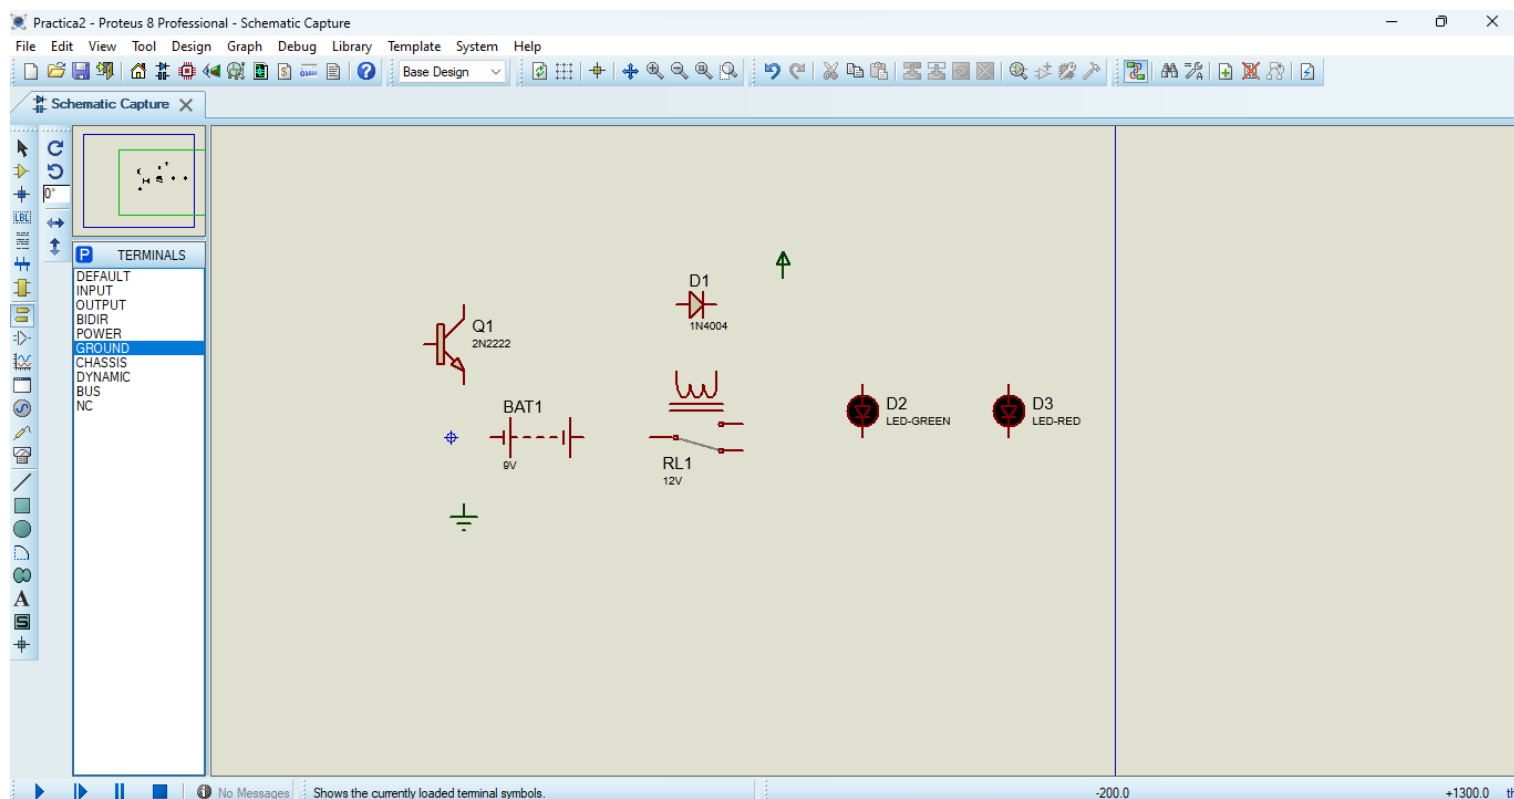 Practica2 - Proteus 8 Professional - Schematic Capture
File Edit View Tool Design Graph Debug Library Template System Help
Base Design
Schematic Capture
0°
LBL
P TERMINALS
DEFAULT
INPUT
OUTPUT
BIDIR
POWER
GROUND
CHASSIS
DYNAMIC
BUS
NC
A
S
D1
1N4004
Q1
2N2222
BAT1
9V
RL1
12V
D2
LED-GREEN
D3
LED-RED
No Messages
Shows the currently loaded terminal symbols.
-200.0
+1300.0 th